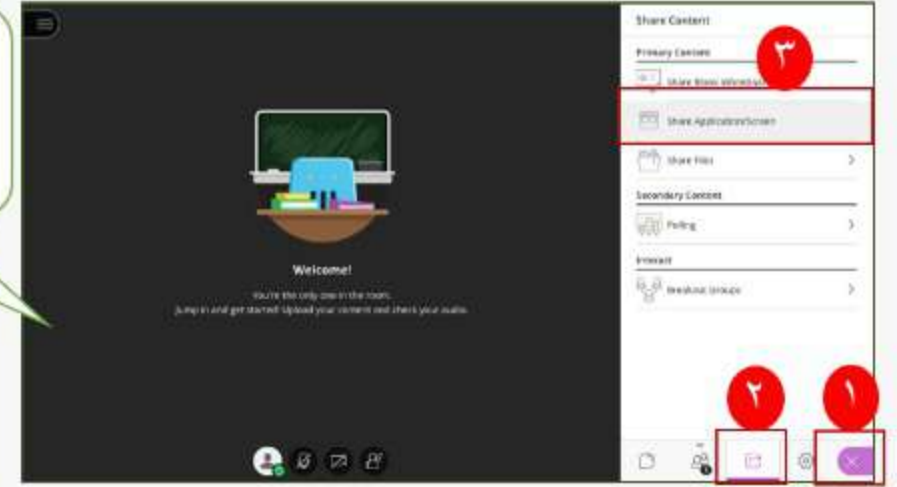 Share Content
Primary Content
٣
Share Blank Whiteboard
Share Application/Screen
Share Files
Secondary Content
Polling
Interact
Breakout Groups
Welcome!
You're the only one in the room.
Jump in and get started! Upload your content and check your audio.
٢
١